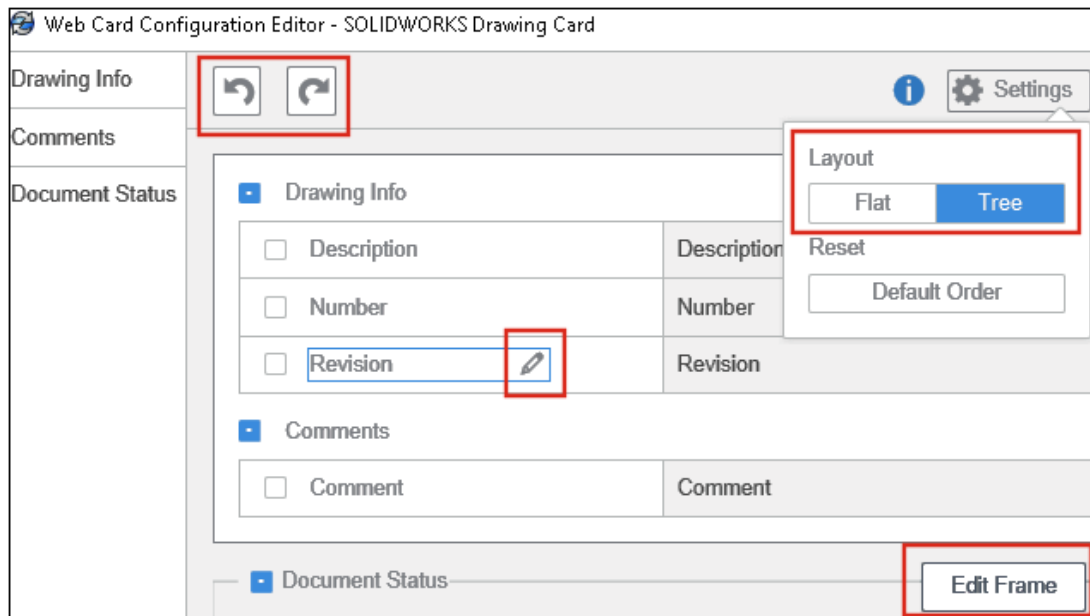 Web Card Configuration Editor - SOLIDWORKS Drawing Card
Drawing Info
Comments
Document Status
Settings
Layout
Flat Tree
Reset
Default Order
Drawing Info
Description Description
Number Number
Revision Revision
Comments
Comment Comment
Document Status
Edit Frame